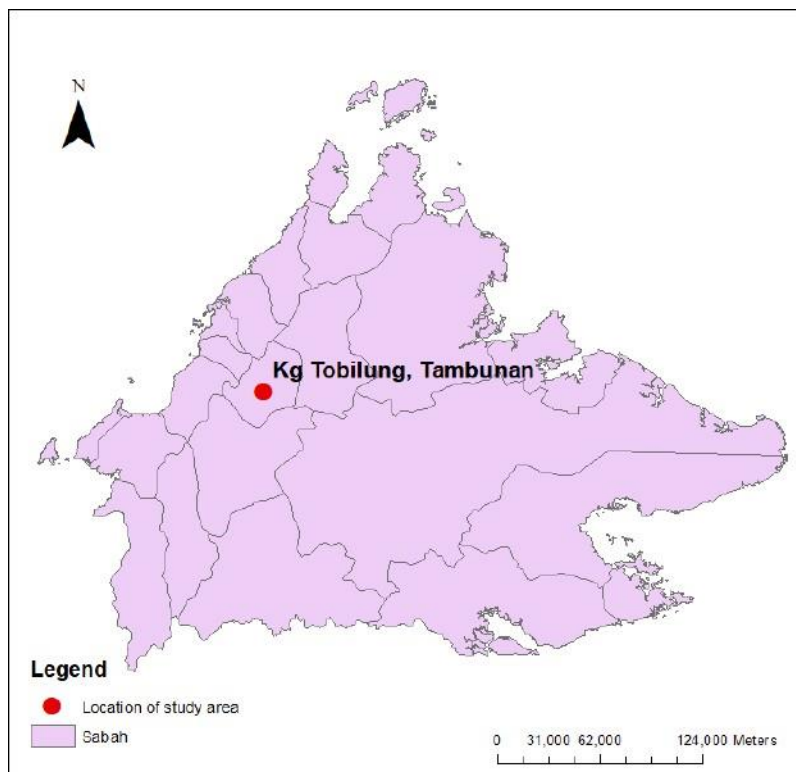 N
Kg Tobilung, Tambunan
Legend
Location of study area
Sabah
0 31,000 62,000 124,000 Meters